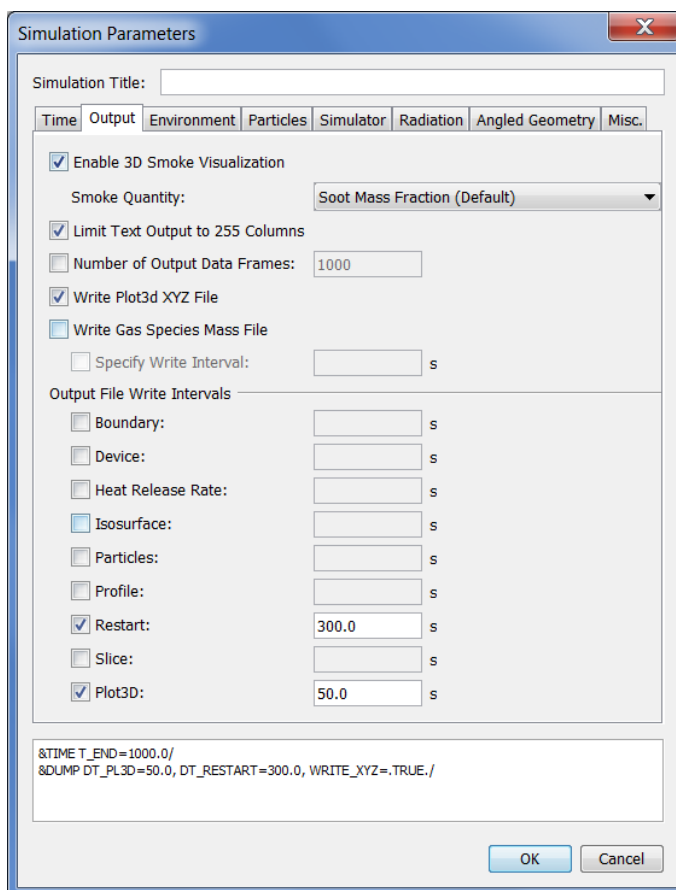 Simulation Parameters
X
Simulation Title:
Time Output Environment Particles Simulator Radiation Angled Geometry Misc.
Enable 3D Smoke Visualization
Smoke Quantity: Soot Mass Fraction (Default)
Limit Text Output to 255 Columns
Number of Output Data Frames: 1000
Write Plot3d XYZ File
Write Gas Species Mass File
Specify Write Interval: s
Output File Write Intervals
Boundary: s
Device: s
Heat Release Rate: s
Isosurface: s
Particles: s
Profile: s
Restart: 300.0 s
Slice: s
Plot3D: 50.0 s
&TIME T_END=1000.0/
&DUMP DT_PL3D=50.0, DT_RESTART=300.0, WRITE_XYZ=.TRUE./
OK Cancel